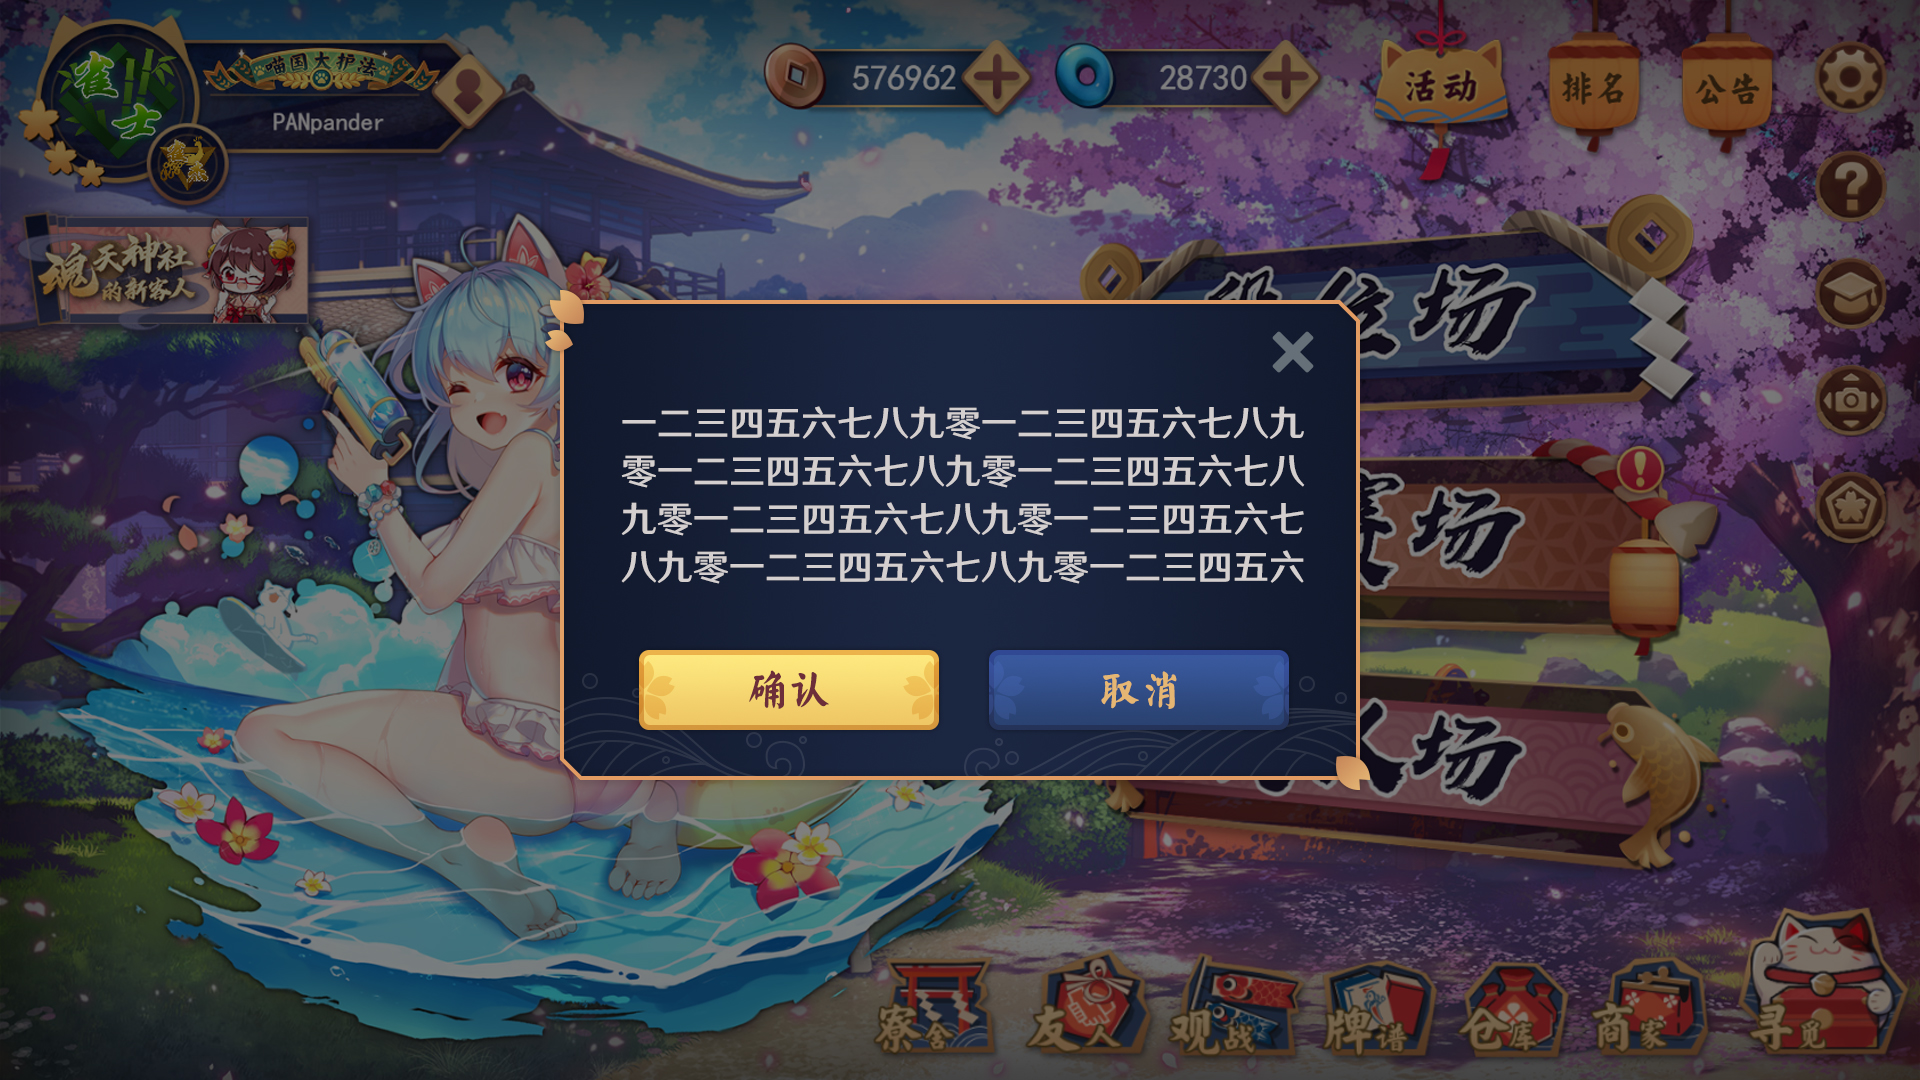 雀士
喵国大护法
PANpander
576962
28730
活动
排名
公告
魂天神社
的新客人
段位场
一二三四五六七八九零一二三四五六七八九
零一二三四五六七八九零一二三四五六七八
九零一二三四五六七八九零一二三四五六七
八九零一二三四五六七八九零一二三四五六
确认
取消
赛场
人场
寮舍
友人
观战
牌谱
仓库
商家
寻觅